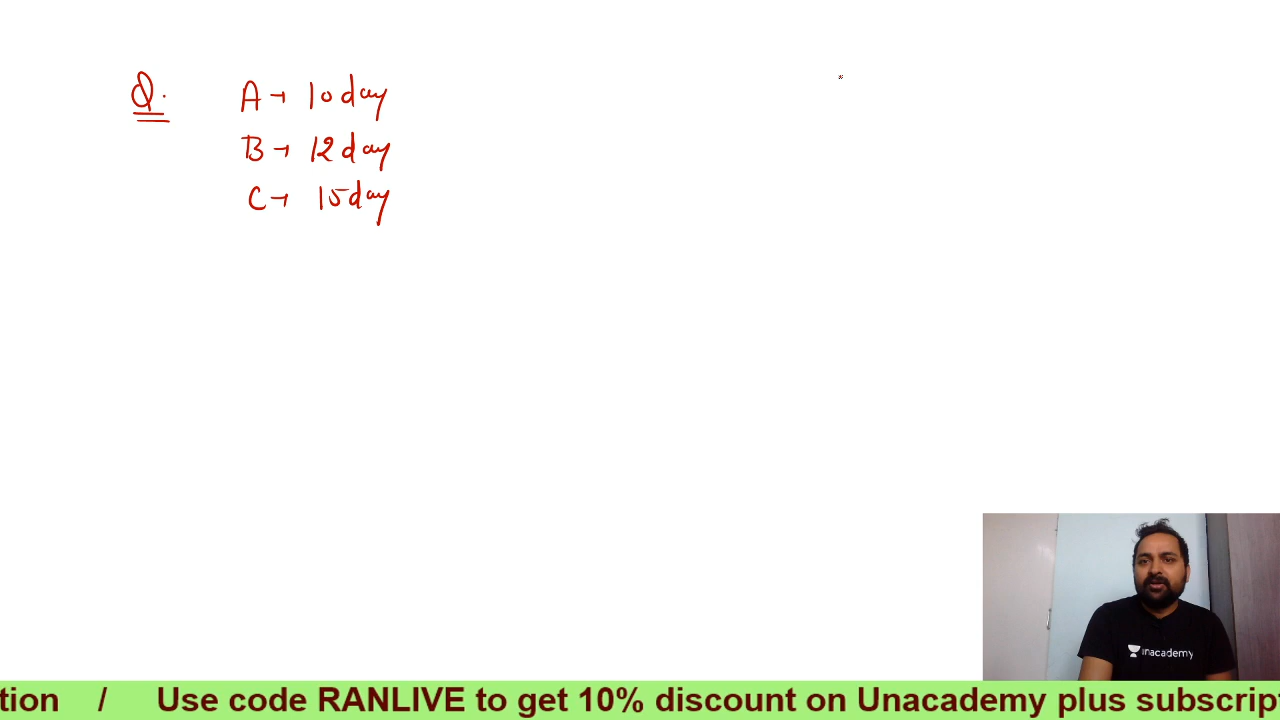 Q. A → 10 day
B → 12 day
C → 15 day
unacademy
tion / Use code RANLIVE to get 10% discount on Unacademy plus subscript